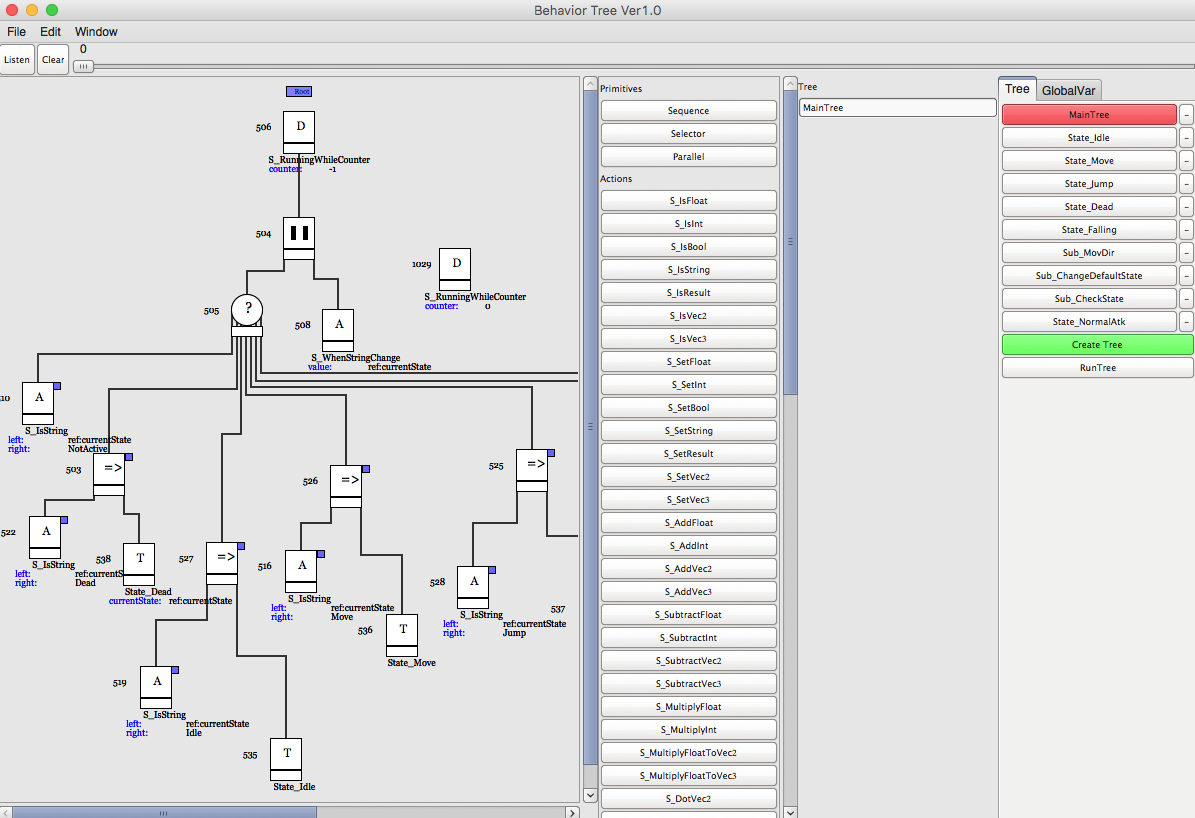 Behavior Tree Ver1.0
File Edit Window
Listen Clear 0
Root
506 D
S_RunningWhileCounter
counter: -1
504
1029 D
S_RunningWhileCounter
counter: 0
505 ?
508 A
S_WhenStringChange
value: ref:currentState
10 A
S_IsString
left: ref:currentState
right: NotActive
503 =>
526 =>
525 =>
522 A
S_IsString
left: ref:currentS
right: Dead
538 T
State_Dead
currentState: ref:currentState
527 =>
516 A
S_IsString
left: ref:currentState
right: Move
528 A
S_IsString
left: ref:currentState
right: Jump
537
536 T
State_Move
519 A
S_IsString
left: ref:currentState
right: Idle
535 T
State_Idle
Primitives
Sequence
Selector
Parallel
Actions
S_IsFloat
S_IsInt
S_IsBool
S_IsString
S_IsResult
S_IsVec2
S_IsVec3
S_SetFloat
S_SetInt
S_SetBool
S_SetString
S_SetResult
S_SetVec2
S_SetVec3
S_AddFloat
S_AddInt
S_AddVec2
S_AddVec3
S_SubtractFloat
S_SubtractInt
S_SubtractVec2
S_SubtractVec3
S_MultiplyFloat
S_MultiplyInt
S_MultiplyFloatToVec2
S_MultiplyFloatToVec3
S_DotVec2
Tree
MainTree
Tree GlobalVar
MainTree -
State_Idle -
State_Move -
State_Jump -
State_Dead -
State_Falling -
Sub_MovDir -
Sub_ChangeDefaultState -
Sub_CheckState -
State_NormalAtk -
Create Tree
RunTree